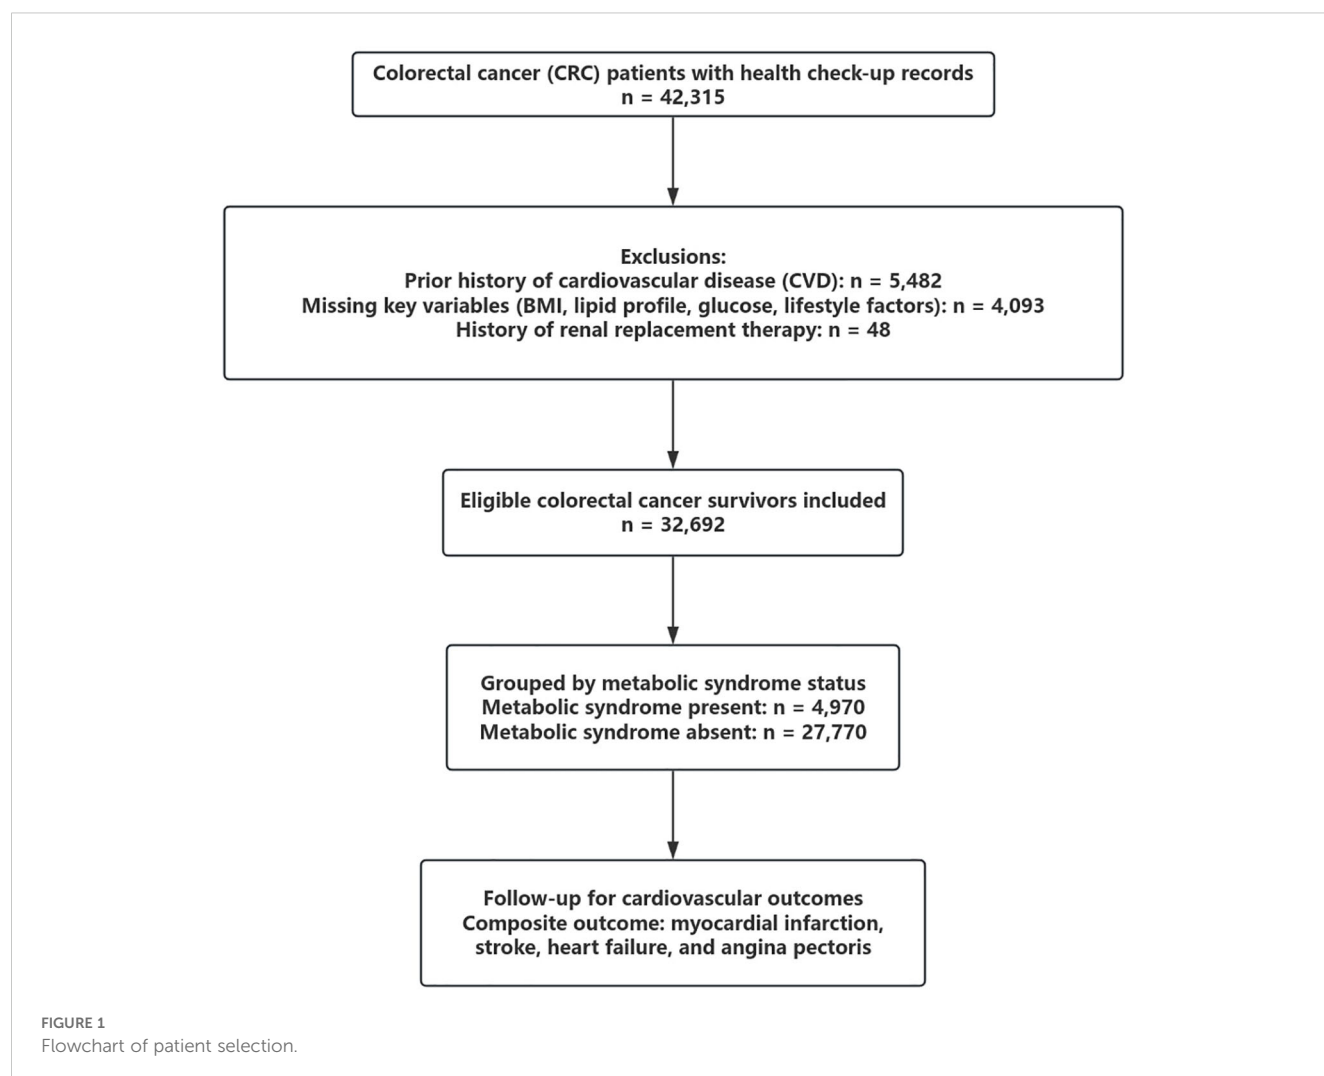 Colorectal cancer (CRC) patients with health check-up records
n = 42,315
Exclusions:
Prior history of cardiovascular disease (CVD): n = 5,482
Missing key variables (BMI, lipid profile, glucose, lifestyle factors): n = 4,093
History of renal replacement therapy: n = 48
Eligible colorectal cancer survivors included
n = 32,692
Grouped by metabolic syndrome status
Metabolic syndrome present: n = 4,970
Metabolic syndrome absent: n = 27,770
Follow-up for cardiovascular outcomes
Composite outcome: myocardial infarction,
stroke, heart failure, and angina pectoris
FIGURE 1
Flowchart of patient selection.